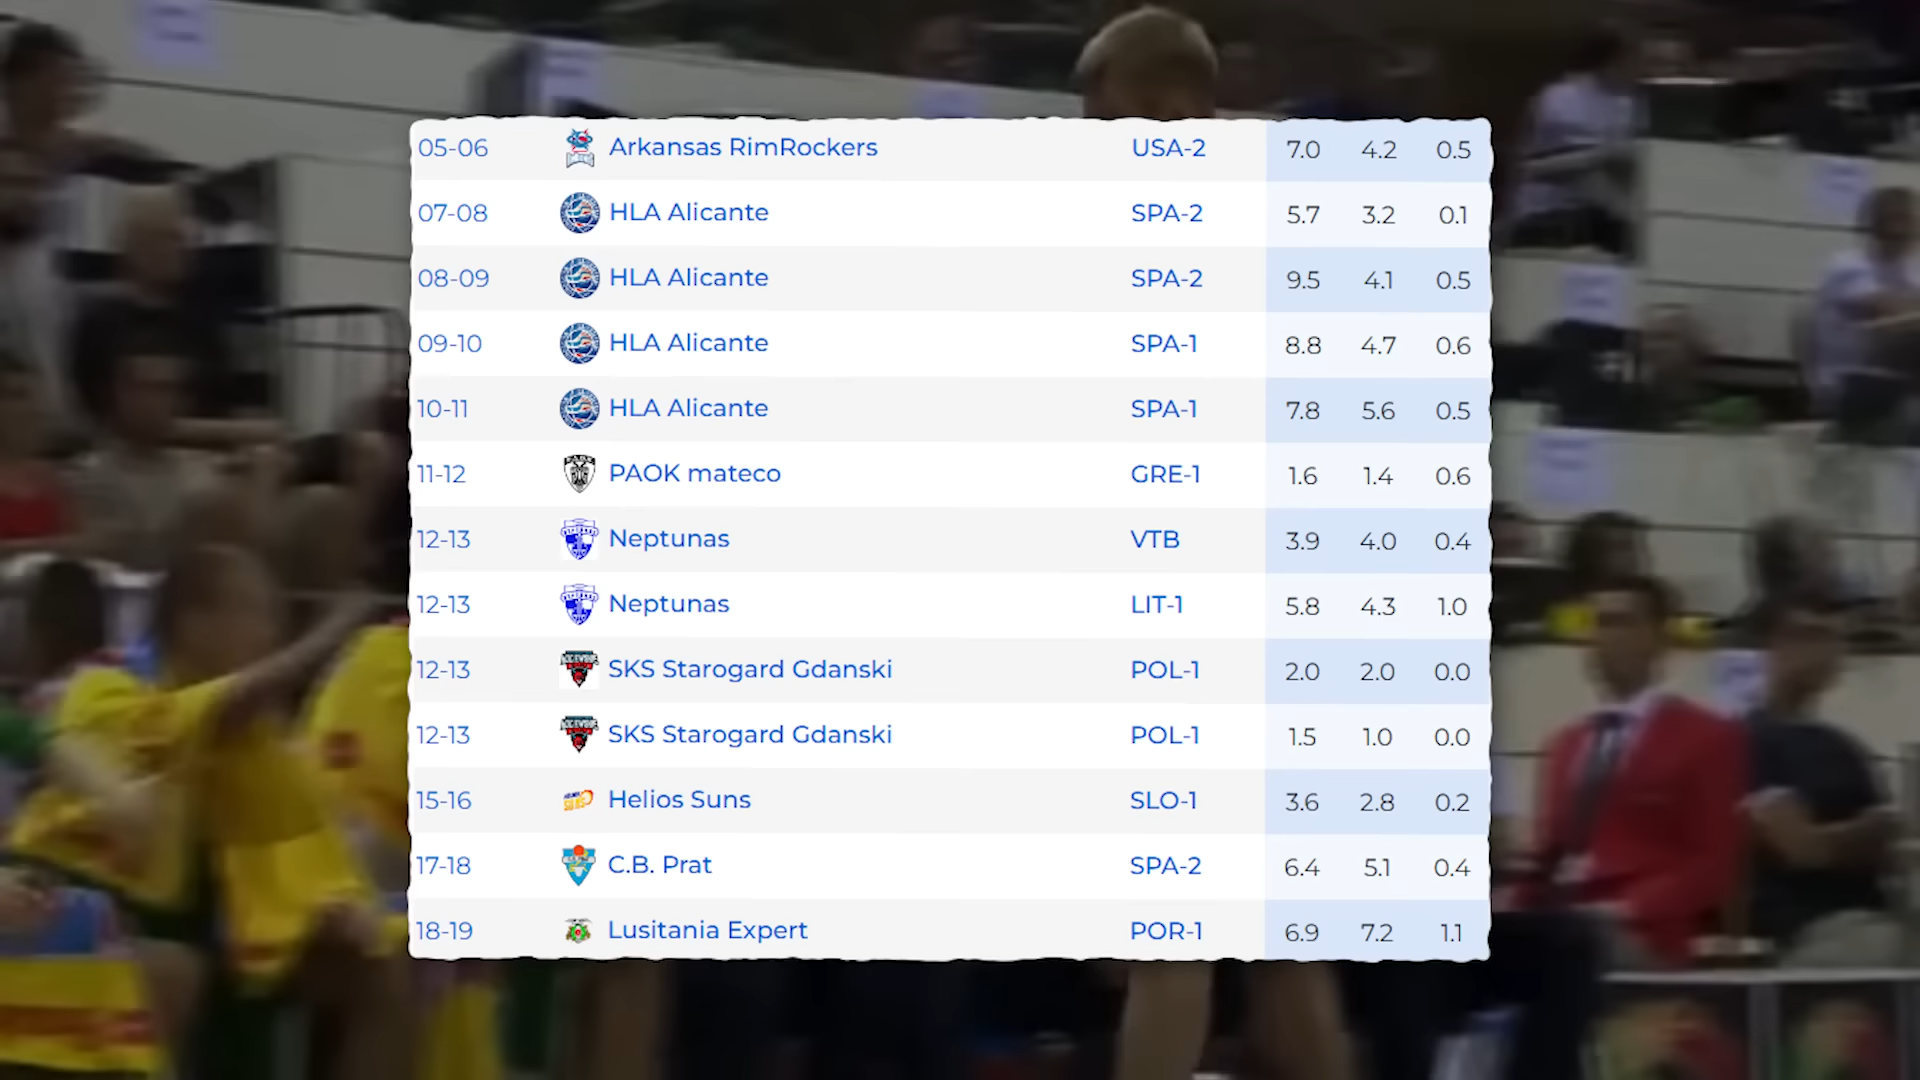 05-06 Arkansas RimRockers USA-2 7.0 4.2 0.5
07-08 HLA Alicante SPA-2 5.7 3.2 0.1
08-09 HLA Alicante SPA-2 9.5 4.1 0.5
09-10 HLA Alicante SPA-1 8.8 4.7 0.6
10-11 HLA Alicante SPA-1 7.8 5.6 0.5
11-12 PAOK mateco GRE-1 1.6 1.4 0.6
12-13 Neptunas VTB 3.9 4.0 0.4
12-13 Neptunas LIT-1 5.8 4.3 1.0
12-13 SKS Starogard Gdanski POL-1 2.0 2.0 0.0
12-13 SKS Starogard Gdanski POL-1 1.5 1.0 0.0
15-16 Helios Suns SLO-1 3.6 2.8 0.2
17-18 C.B. Prat SPA-2 6.4 5.1 0.4
18-19 Lusitania Expert POR-1 6.9 7.2 1.1